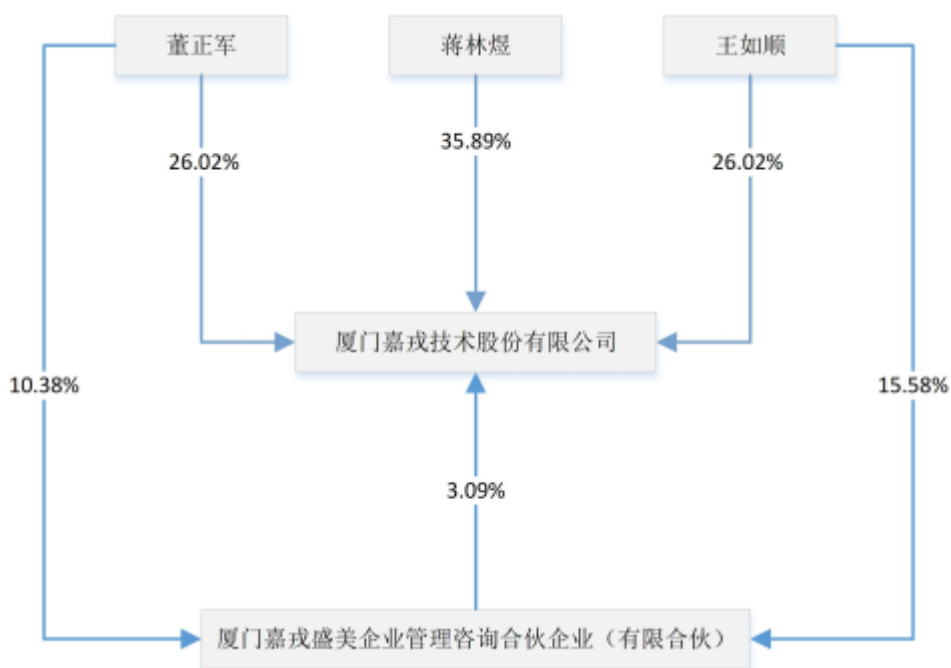 董正军
蒋林煜
王如顺
26.02%
35.89%
26.02%
厦门嘉戎技术股份有限公司
10.38%
15.58%
3.09%
厦门嘉戎盛美企业管理咨询合伙企业（有限合伙）